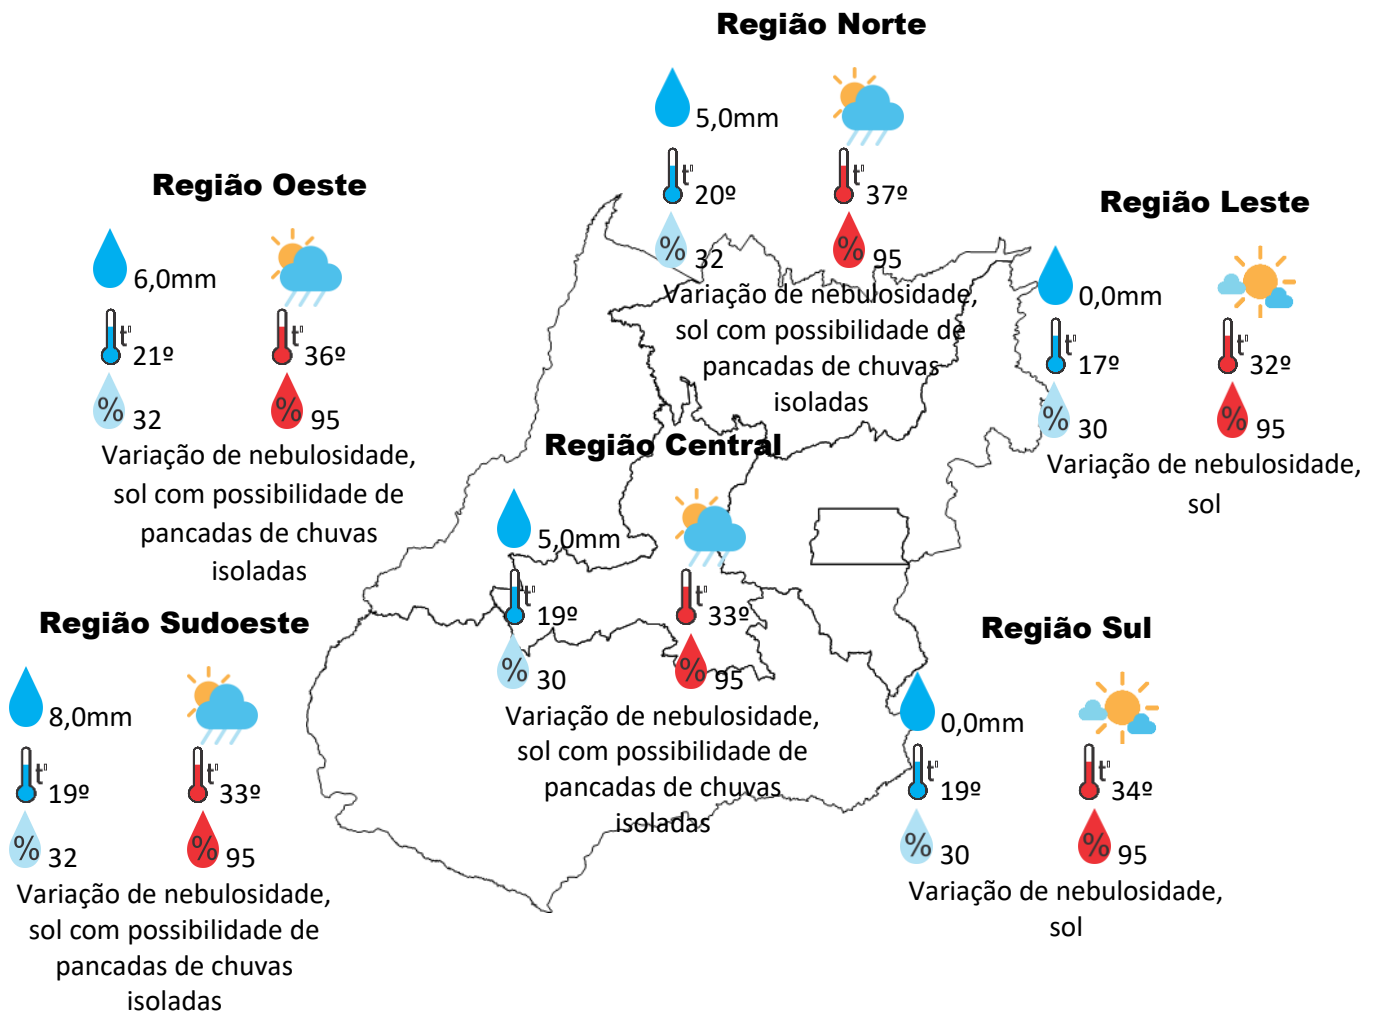 Região Norte
5,0mm
t°
20º
t°
37º
%
32
%
95
Variação de nebulosidade,
sol com possibilidade de
pancadas de chuvas
isoladas
Região Oeste
6,0mm
t°
21º
t°
36º
%
32
%
95
Variação de nebulosidade,
sol com possibilidade de
pancadas de chuvas
isoladas
Região Leste
0,0mm
t°
17º
t°
32º
%
30
%
95
Variação de nebulosidade,
sol
Região Central
5,0mm
t°
19º
t°
33º
%
30
%
95
Variação de nebulosidade,
sol com possibilidade de
pancadas de chuvas
isoladas
Região Sudoeste
8,0mm
t°
19º
t°
33º
%
32
%
95
Variação de nebulosidade,
sol com possibilidade de
pancadas de chuvas
isoladas
Região Sul
0,0mm
t°
19º
t°
34º
%
30
%
95
Variação de nebulosidade,
sol